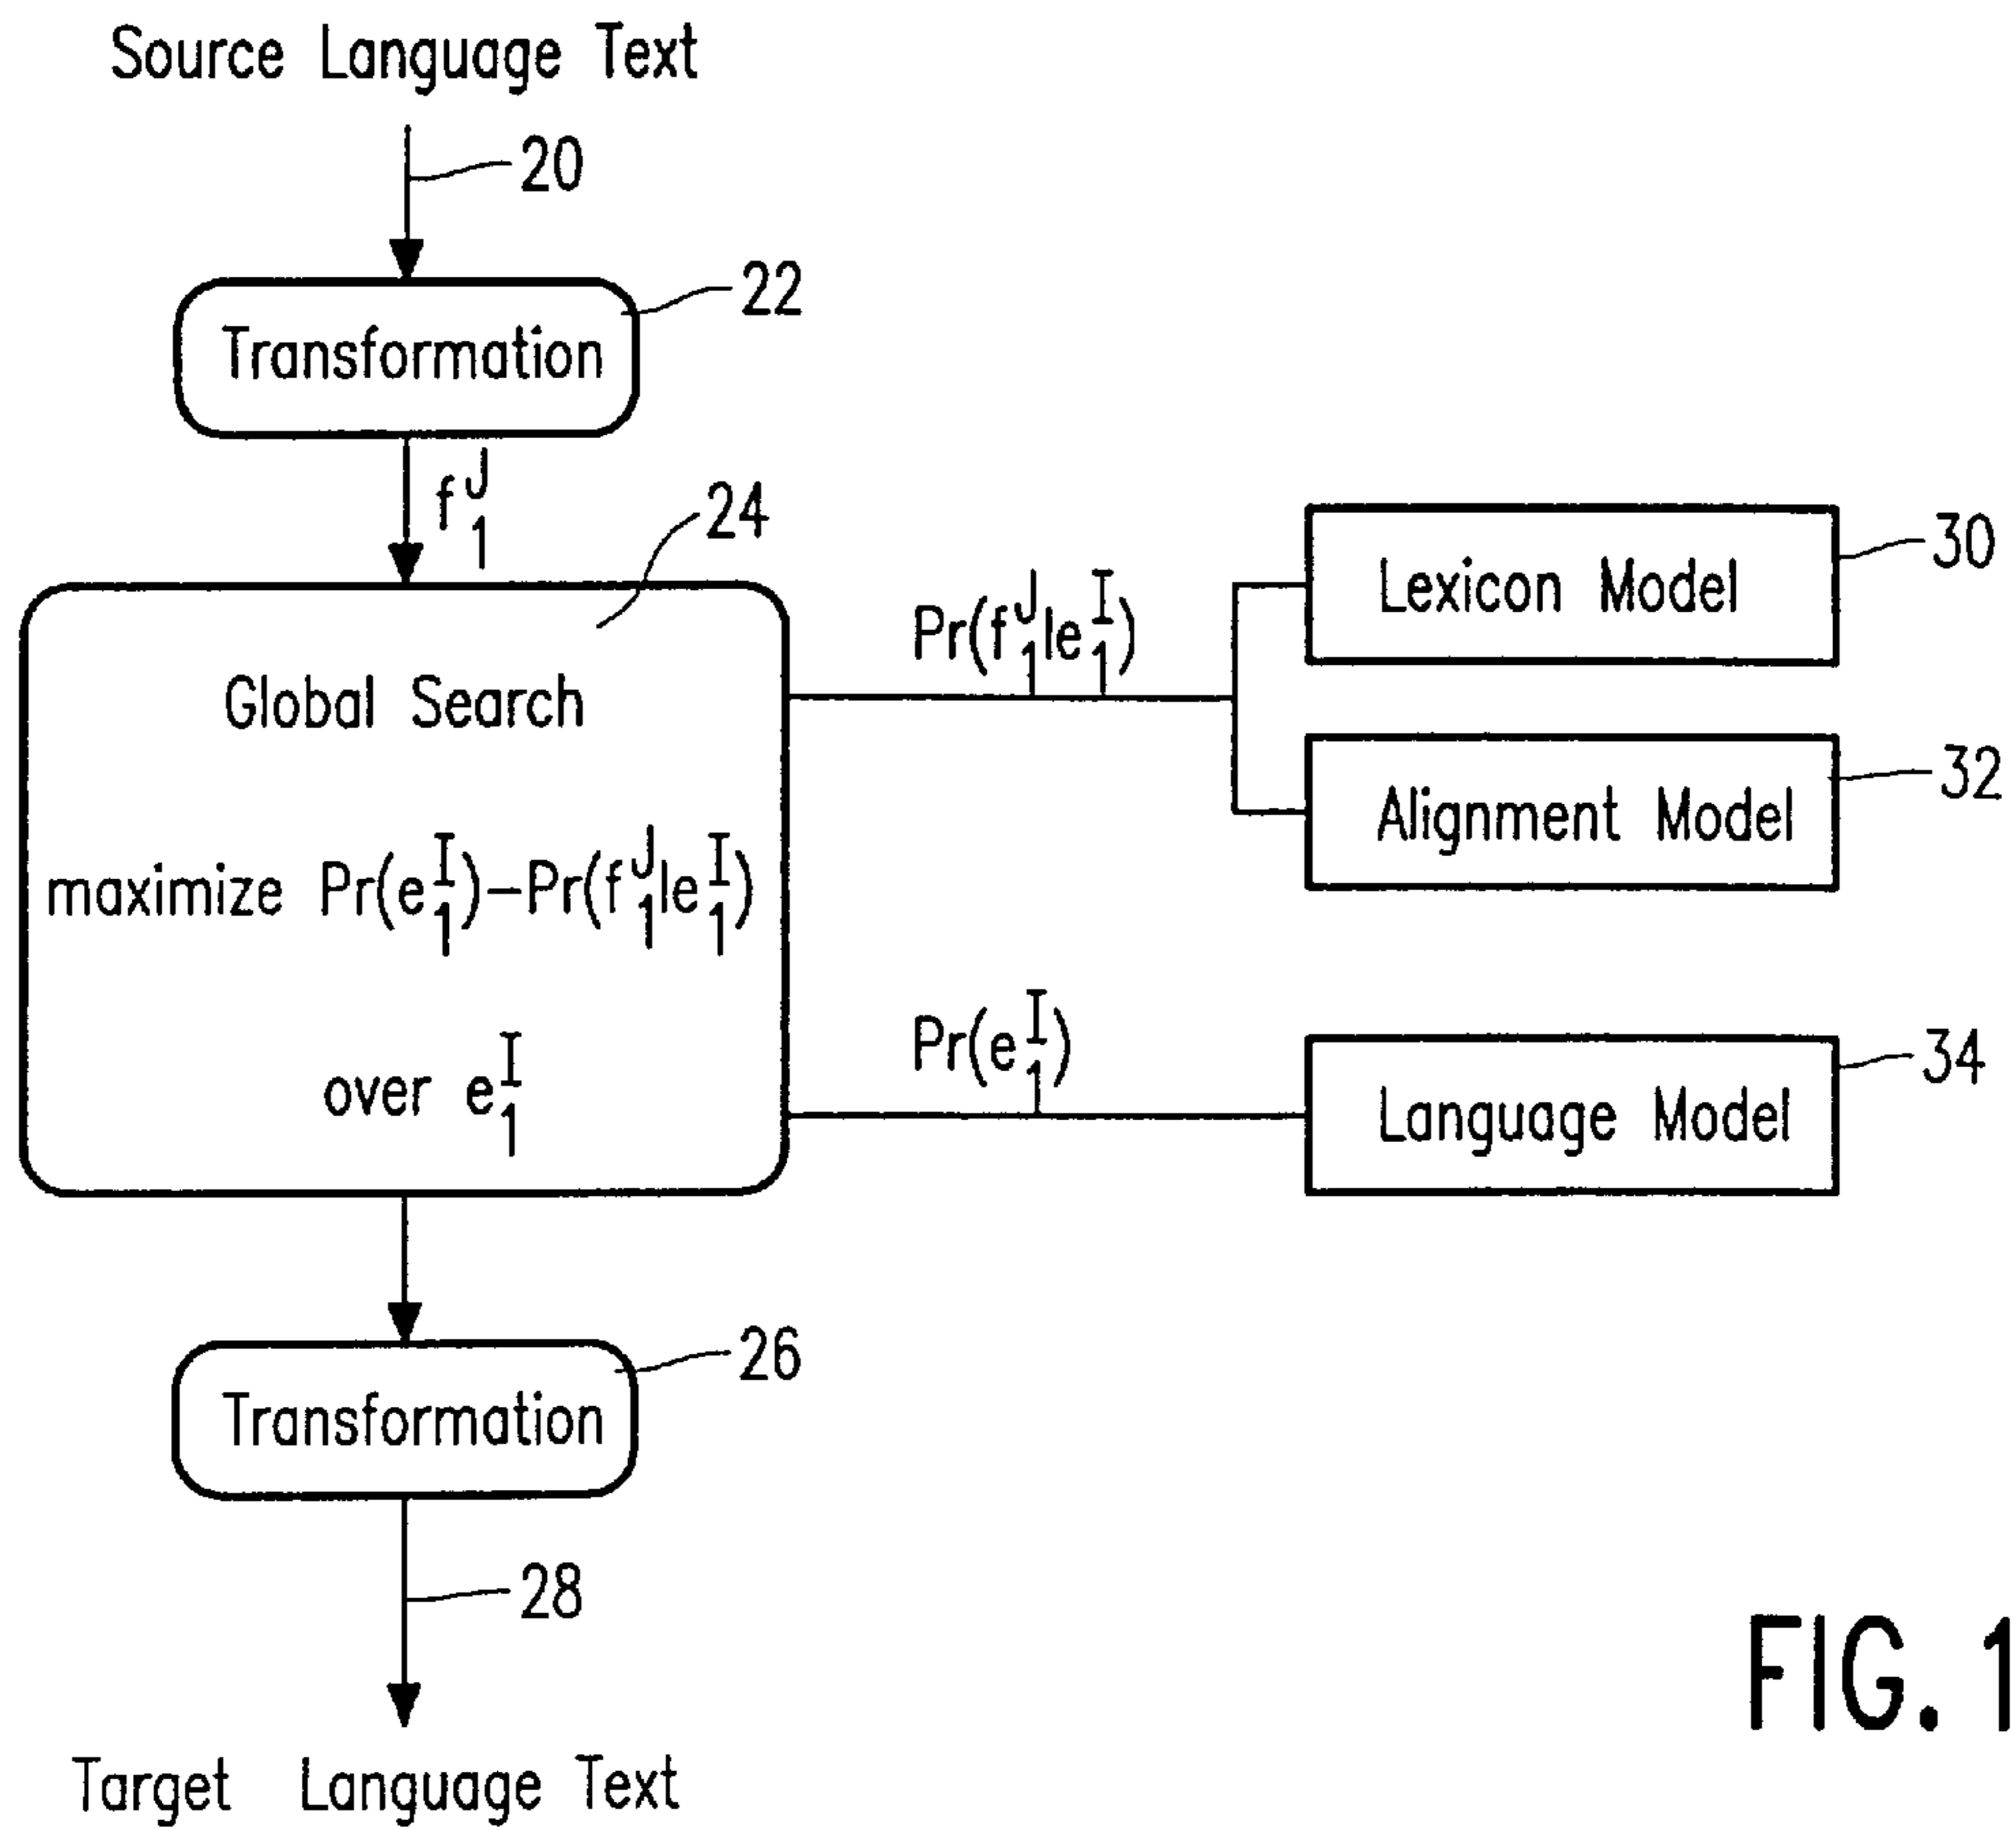 Source Language Text
20
22
Transformation
f₁ᴶ
24
Global Search
maximize Pr(e₁ᴵ)–Pr(f₁ᴶ|e₁ᴵ)
over e₁ᴵ
Pr(f₁ᴶ|e₁ᴵ)
30
Lexicon Model
32
Alignment Model
Pr(e₁ᴵ)
34
Language Model
26
Transformation
28
Target Language Text
FIG. 1